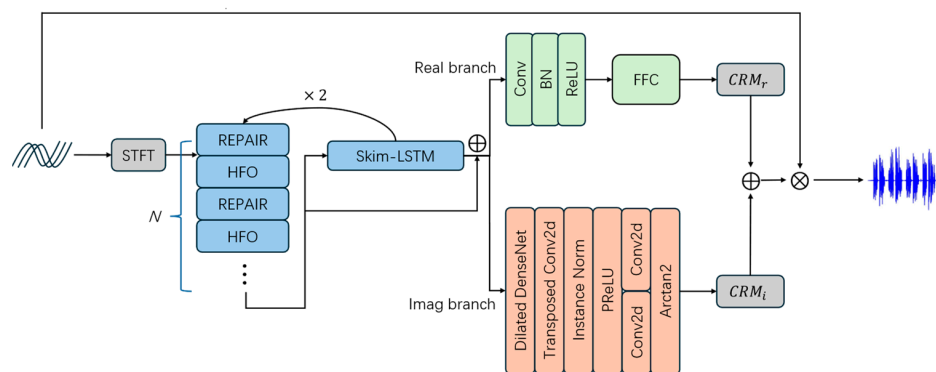 Real branch
Conv
BN
ReLU
FFC
CRM_r
× 2
REPAIR
STFT
HFO
Skim-LSTM
REPAIR
HFO
N
Imag branch
Dilated DenseNet
Transposed Conv2d
Instance Norm
PReLU
Conv2d
Conv2d
Arctan2
CRM_i